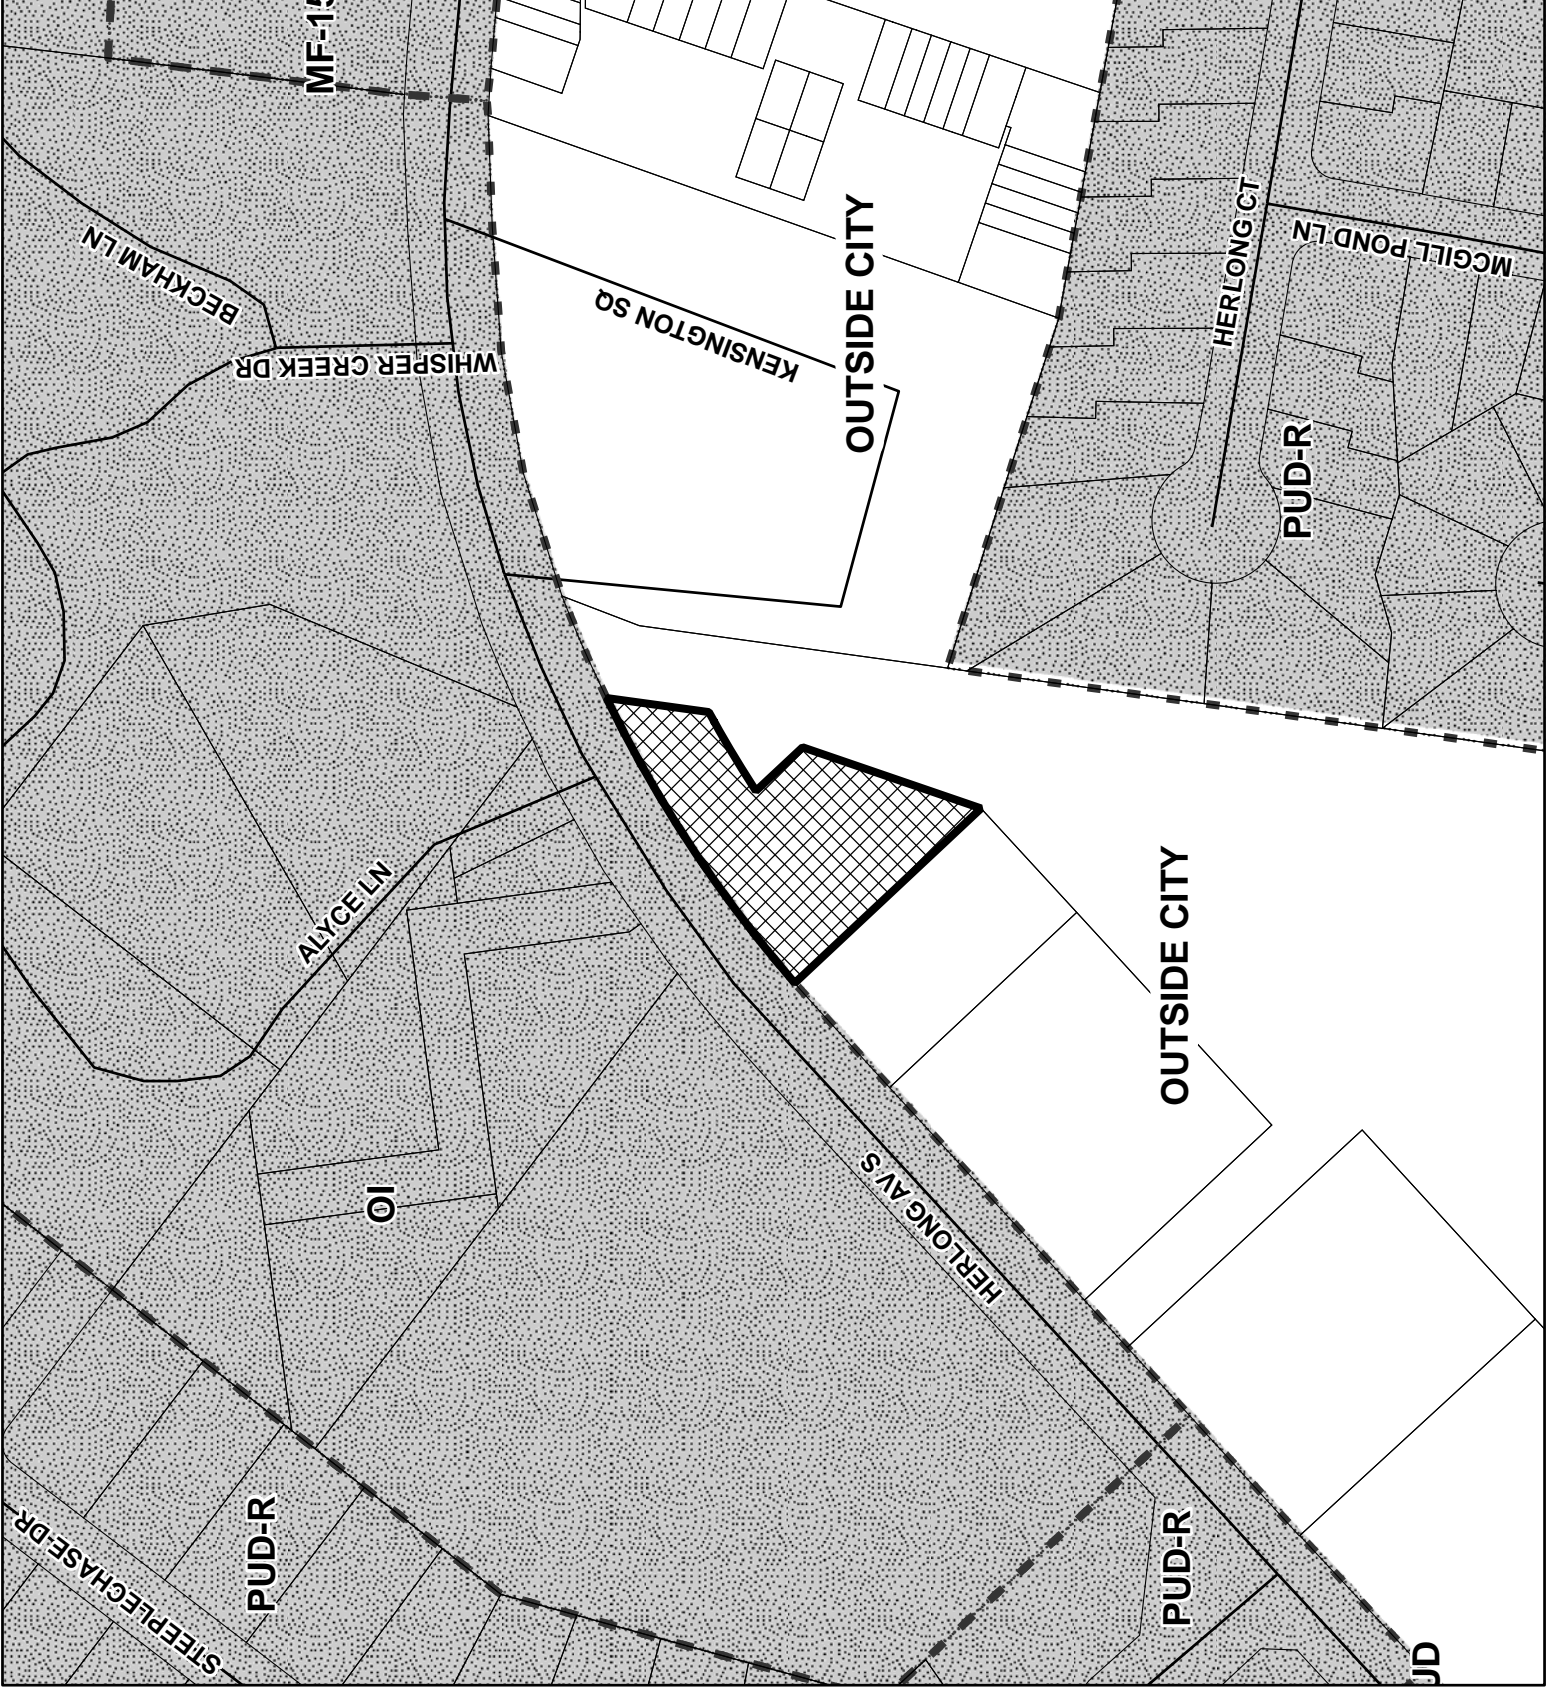 MF-15
BECKHAM LN
WHISPER CREEK DR
KENSINGTON SQ
OUTSIDE CITY
HERLONG CT
MCGILL POND LN
PUD-R
ALYCE LN
OUTSIDE CITY
OI
HERLONG AV S
STEEPLECHASE DR
PUD-R
PUD-R
UD